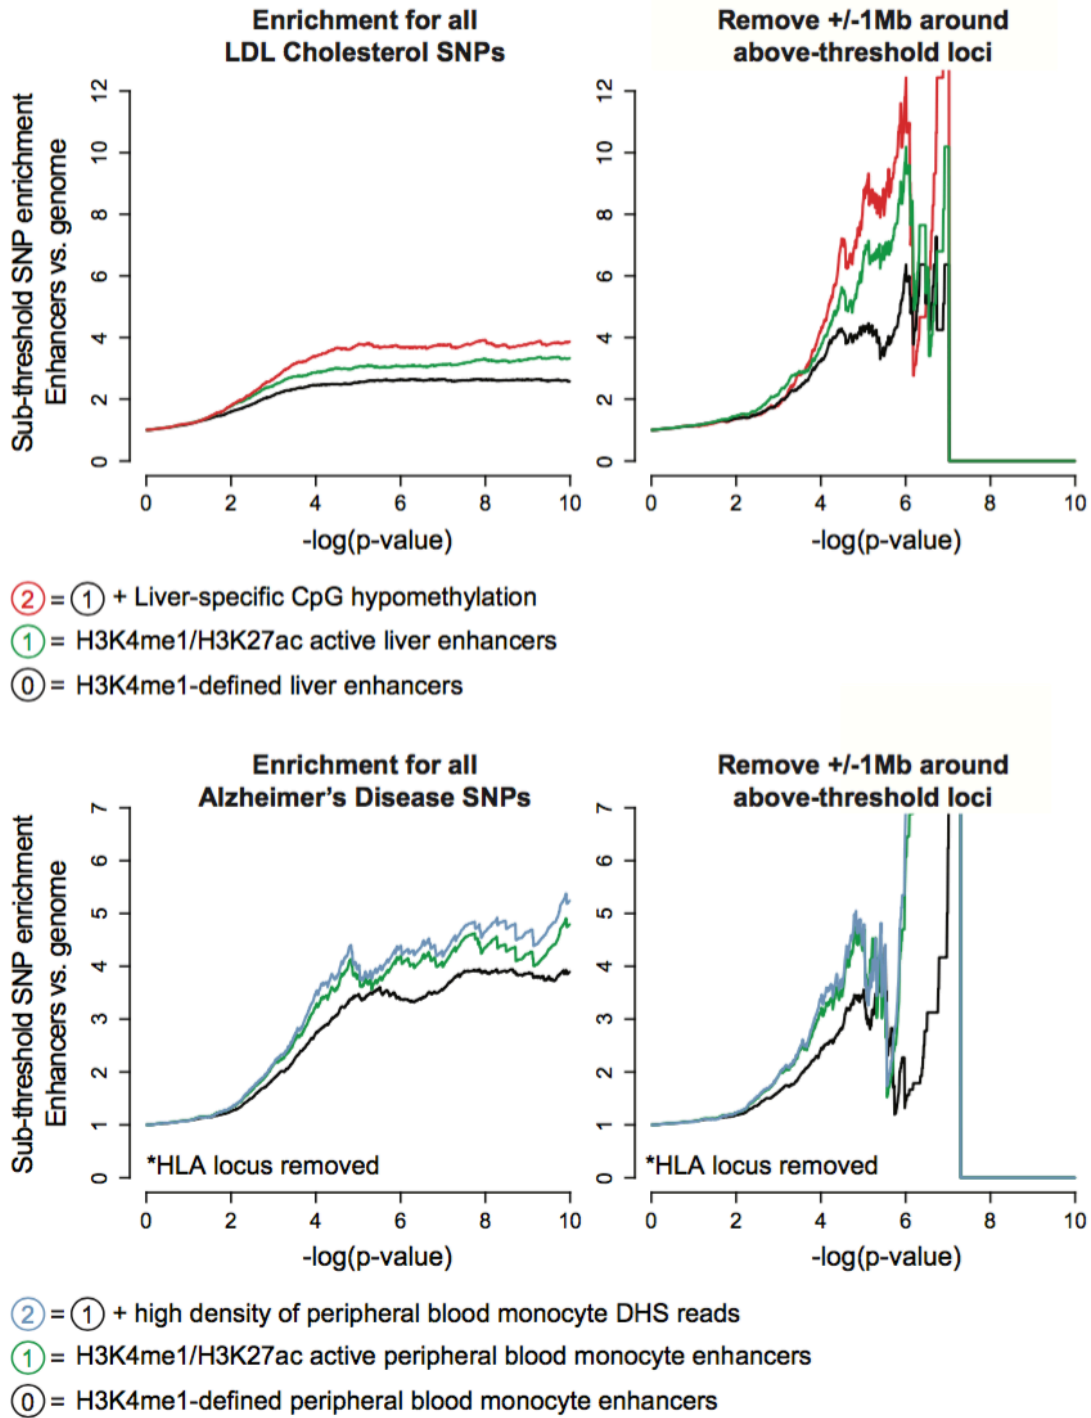 Enrichment for all
LDL Cholesterol SNPs
Remove +/-1Mb around
above-threshold loci
Sub-threshold SNP enrichment
Enhancers vs. genome
12
10
8
6
4
2
0
0 2 4 6 8 10
-log(p-value)
12
10
8
6
4
2
0
0 2 4 6 8 10
-log(p-value)
2 = 1 + Liver-specific CpG hypomethylation
1 = H3K4me1/H3K27ac active liver enhancers
0 = H3K4me1-defined liver enhancers
Enrichment for all
Alzheimer's Disease SNPs
Remove +/-1Mb around
above-threshold loci
Sub-threshold SNP enrichment
Enhancers vs. genome
7
6
5
4
3
2
1
0
*HLA locus removed
0 2 4 6 8 10
-log(p-value)
7
6
5
4
3
2
1
0
*HLA locus removed
0 2 4 6 8 10
-log(p-value)
2 = 1 + high density of peripheral blood monocyte DHS reads
1 = H3K4me1/H3K27ac active peripheral blood monocyte enhancers
0 = H3K4me1-defined peripheral blood monocyte enhancers